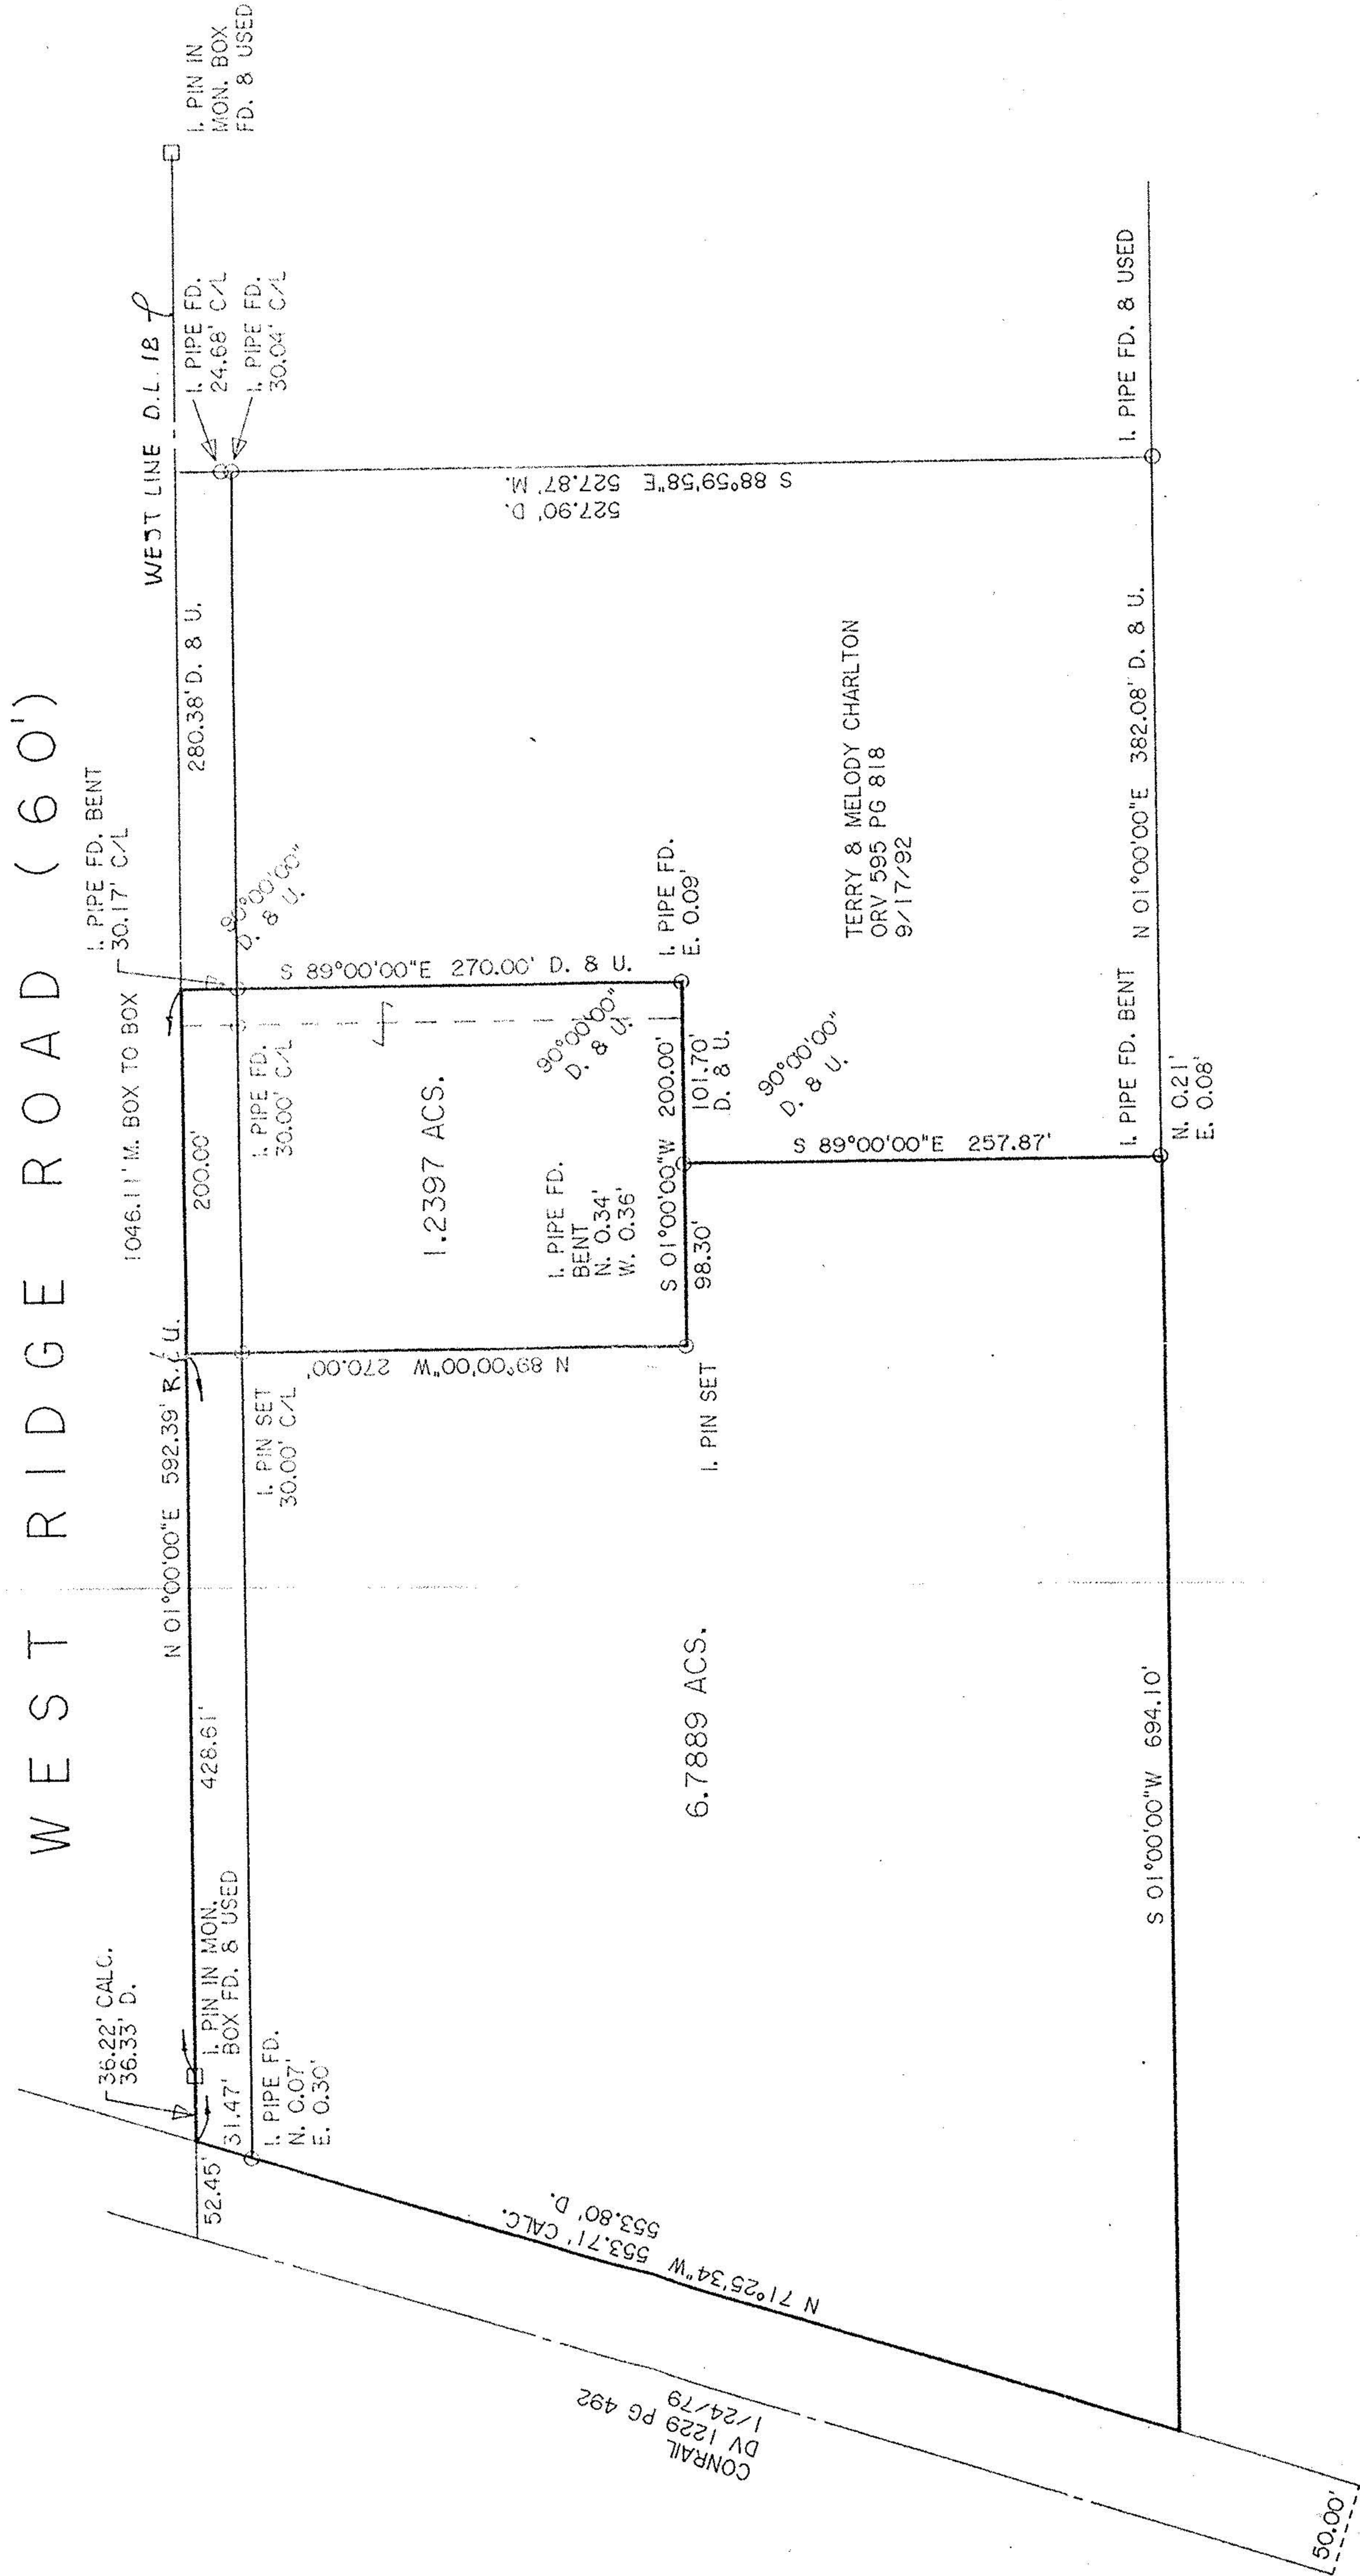 WEST RIDGE ROAD (60')
I. PIN IN
MON. BOX
FD. & USED
WEST LINE D.L. 18
I. PIPE FD.
24.68' C/L
I. PIPE FD.
30.04' C/L
280.38' D. & U.
I. PIPE FD. BENT
30.17' C/L
1046.11' M. BOX TO BOX
200.00'
N 01°00'00"E 592.39' R./U.
428.61'
36.22' CALC.
36.33' D.
I. PIN IN MON.
BOX FD. & USED
31.47'
52.45'
I. PIPE FD.
N. 0.07'
E. 0.30'
I. PIN SET
30.00' C/L
I. PIPE FD.
30.00' C/L
90°00'00"
D. & U.
S 89°00'00"E 270.00' D. & U.
S 88°59'58"E 527.87' M.
527.90' D.
N 89°00'00"W 270.00'
1.2397 ACS.
90°00'00"
D. & U.
I. PIPE FD.
BENT
N. 0.34'
W. 0.36'
I. PIPE FD.
E. 0.09'
S 01°00'00"W 200.00'
98.30'
101.70'
D. & U.
90°00'00"
D. & U.
I. PIN SET
S 89°00'00"E 257.87'
TERRY & MELODY CHARLTON
ORV 595 PG 818
9/17/92
6.7889 ACS.
I. PIPE FD. BENT
N. 0.21'
E. 0.08'
N 01°00'00"E 382.08' D. & U.
I. PIPE FD. & USED
S 01°00'00"W 694.10'
N 71°25'34"W 553.71' CALC.
553.80' D.
CONRAIL
DV 1229 PG 492
1/24/79
50.00'